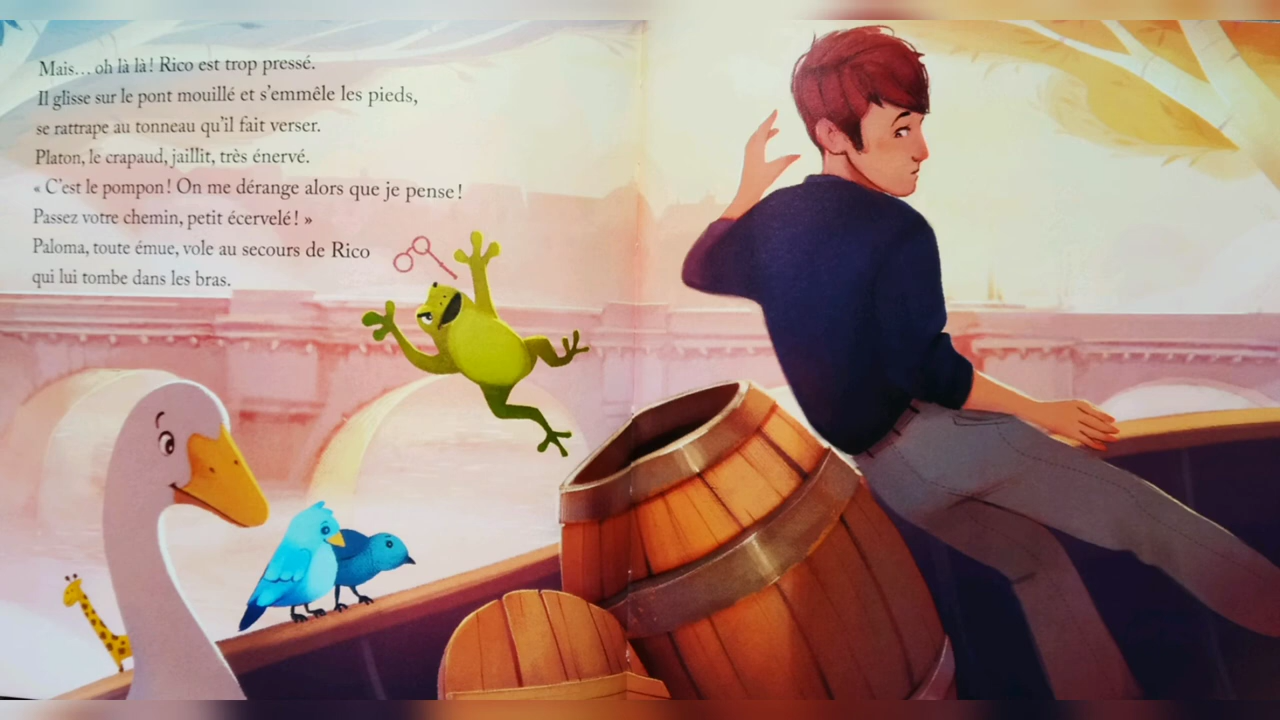 Mais… oh là là ! Rico est trop pressé.
Il glisse sur le pont mouillé et s’emmêle les pieds,
se rattrape au tonneau qu’il fait verser.
Platon, le crapaud, jaillit, très énervé.
« C’est le pompon ! On me dérange alors que je pense !
Passez votre chemin, petit écervelé ! »
Paloma, toute émue, vole au secours de Rico
qui lui tombe dans les bras.